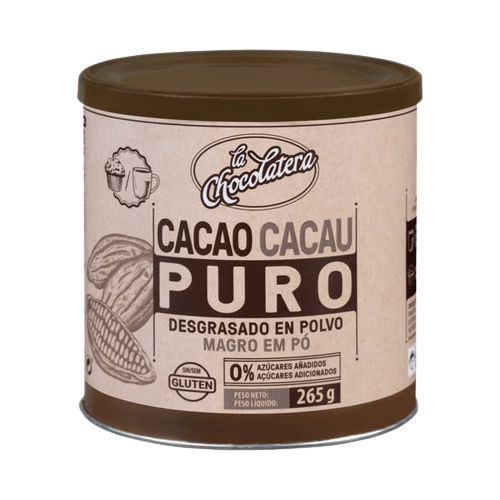 la
Chocolatera
CACAO CACAU
PURO
DESGRASADO EN POLVO
MAGRO EM PÓ
SIN/SEM
GLUTEN
0% AZÚCARES AÑADIDOS
AÇÚCARES ADICIONADOS
PESO NETO:
PESO LÍQUIDO:
265 g